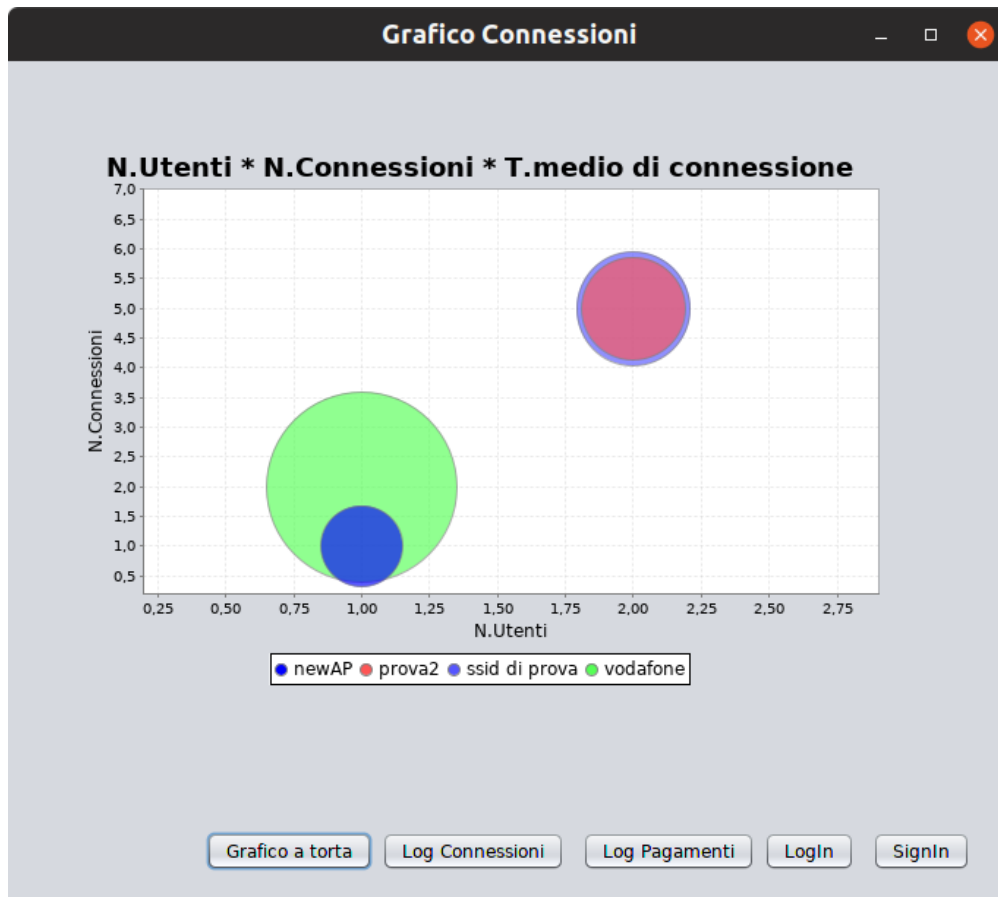 Grafico Connessioni
N.Utenti * N.Connessioni * T.medio di connessione
7,0
6,5
6,0
5,5
5,0
4,5
4,0
3,5
3,0
2,5
2,0
1,5
1,0
0,5
N.Connessioni
0,25 0,50 0,75 1,00 1,25 1,50 1,75 2,00 2,25 2,50 2,75
N.Utenti
newAP prova2 ssid di prova vodafone
Grafico a torta Log Connessioni Log Pagamenti LogIn SignIn